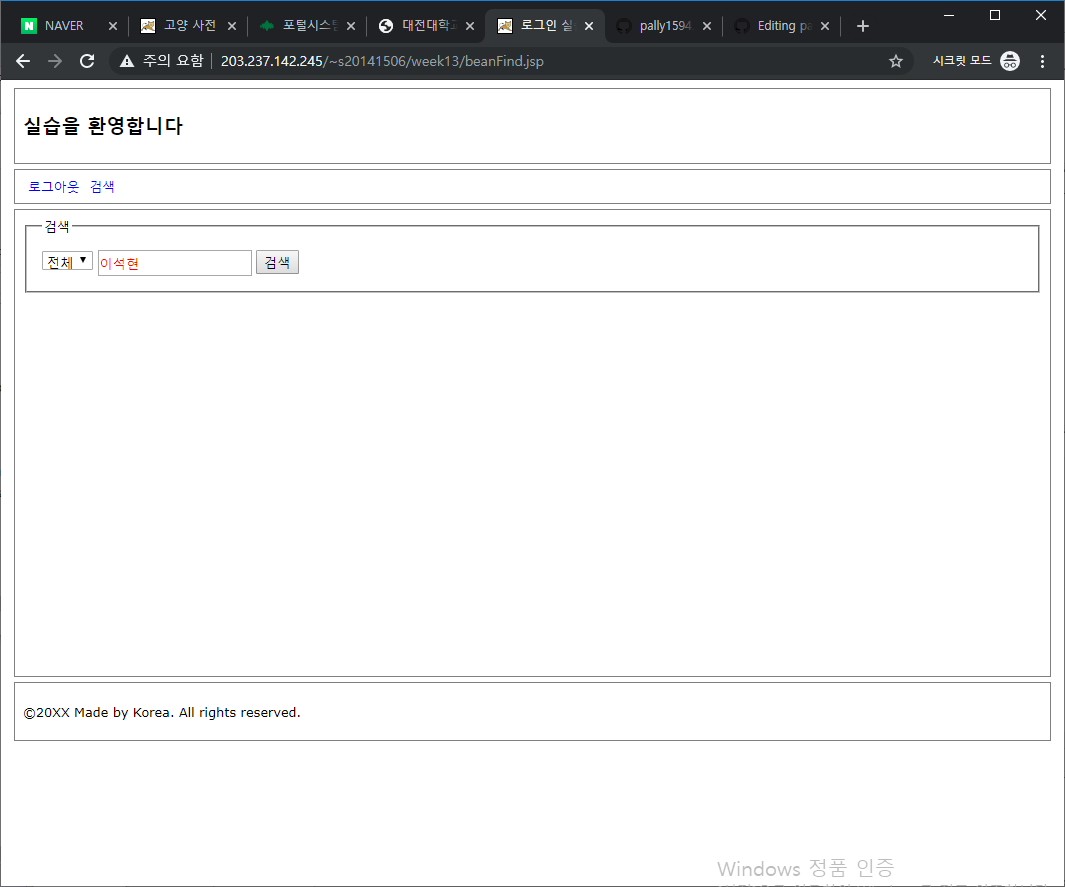 NAVER
고양 사전
포털시스
대전대학
로그인 실
pally1594
Editing pa
주의 요함
203.237.142.245/~s20141506/week13/beanFind.jsp
시크릿 모드
실습을 환영합니다
로그아웃 검색
검색
전체 이석현 검색
©20XX Made by Korea. All rights reserved.
Windows 정품 인증